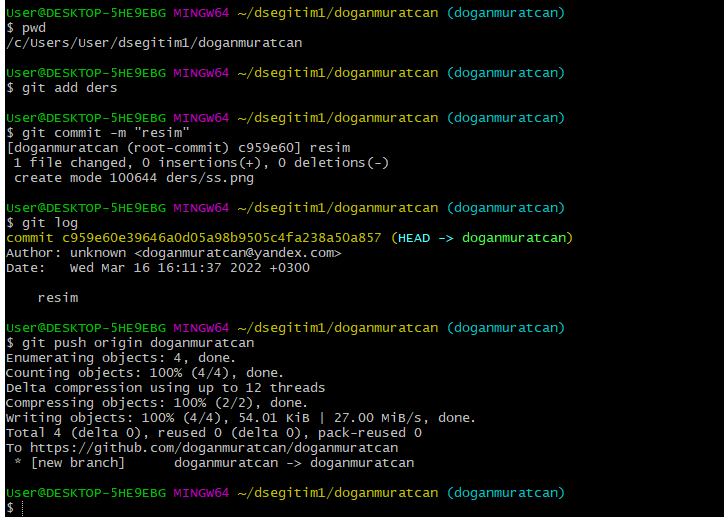 User@DESKTOP-5HE9EBG MINGW64 ~/dsegitim1/doganmuratcan (doganmuratcan)
$ pwd
/c/Users/User/dsegitim1/doganmuratcan
User@DESKTOP-5HE9EBG MINGW64 ~/dsegitim1/doganmuratcan (doganmuratcan)
$ git add ders
User@DESKTOP-5HE9EBG MINGW64 ~/dsegitim1/doganmuratcan (doganmuratcan)
$ git commit -m "resim"
[doganmuratcan (root-commit) c959e60] resim
 1 file changed, 0 insertions(+), 0 deletions(-)
 create mode 100644 ders/ss.png
User@DESKTOP-5HE9EBG MINGW64 ~/dsegitim1/doganmuratcan (doganmuratcan)
$ git log
commit c959e60e39646a0d05a98b9505c4fa238a50a857 (HEAD -> doganmuratcan)
Author: unknown <doganmuratcan@yandex.com>
Date:   Wed Mar 16 16:11:37 2022 +0300
    resim
User@DESKTOP-5HE9EBG MINGW64 ~/dsegitim1/doganmuratcan (doganmuratcan)
$ git push origin doganmuratcan
Enumerating objects: 4, done.
Counting objects: 100% (4/4), done.
Delta compression using up to 12 threads
Compressing objects: 100% (2/2), done.
Writing objects: 100% (4/4), 54.01 KiB | 27.00 MiB/s, done.
Total 4 (delta 0), reused 0 (delta 0), pack-reused 0
To https://github.com/doganmuratcan/doganmuratcan
 * [new branch]      doganmuratcan -> doganmuratcan
User@DESKTOP-5HE9EBG MINGW64 ~/dsegitim1/doganmuratcan (doganmuratcan)
$